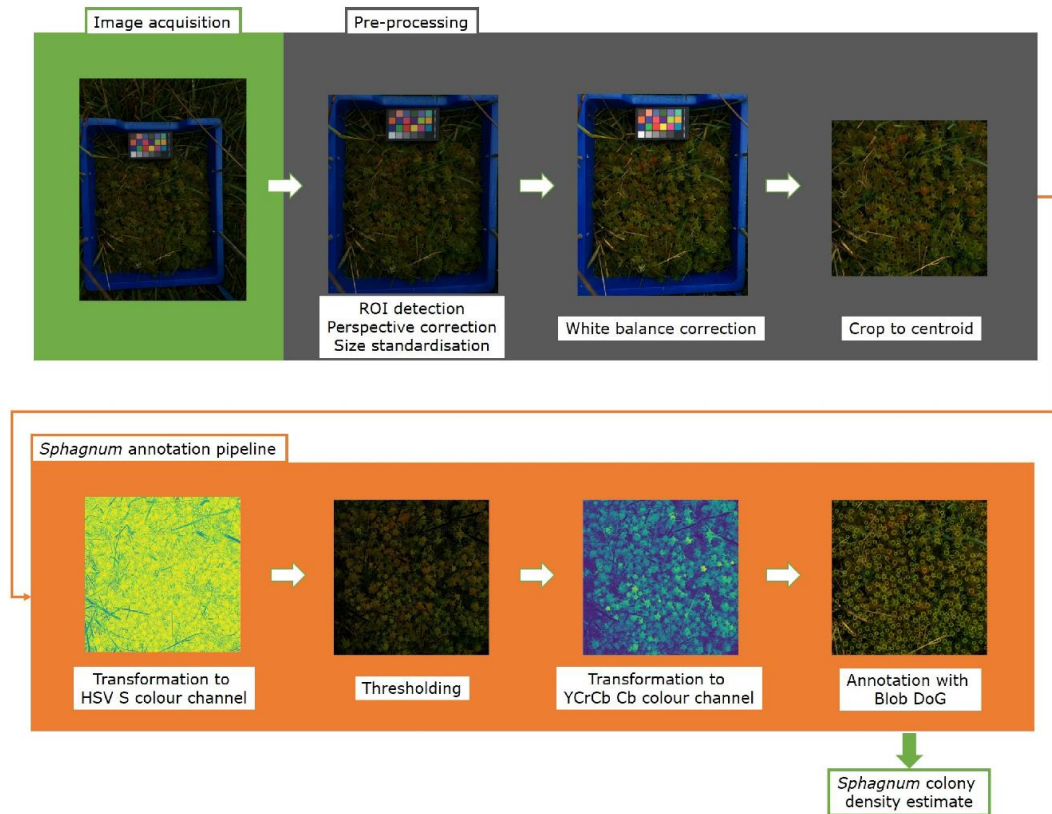 Image acquisition
Pre-processing
ROI detection
Perspective correction
Size standardisation
White balance correction
Crop to centroid
Sphagnum annotation pipeline
Transformation to
HSV S colour channel
Thresholding
Transformation to
YCrCb Cb colour channel
Annotation with
Blob DoG
Sphagnum colony
density estimate